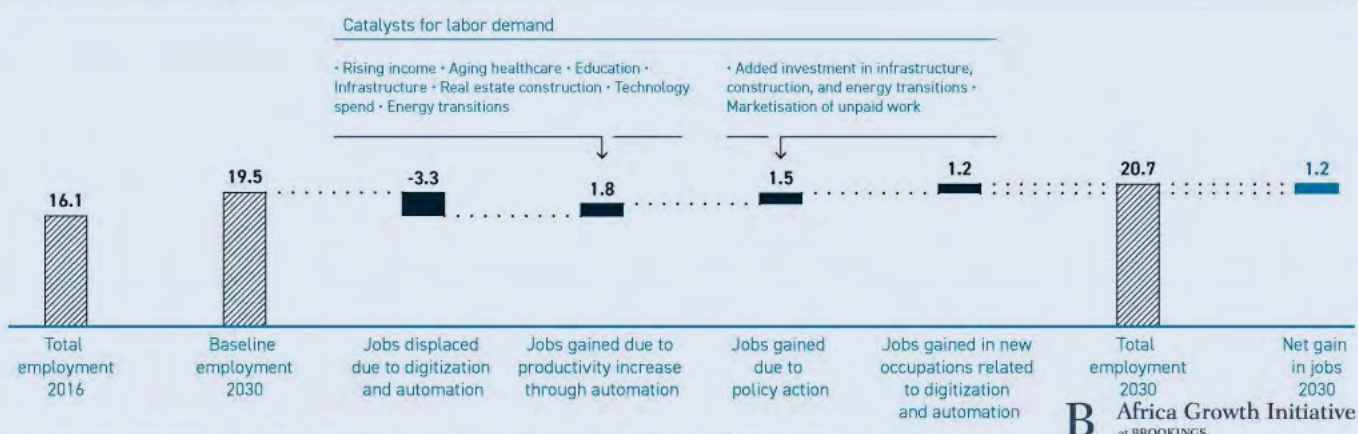 Catalysts for labor demand
· Rising income · Aging healthcare · Education ·
Infrastructure · Real estate construction · Technology
spend · Energy transitions
· Added investment in infrastructure,
construction, and energy transitions ·
Marketisation of unpaid work
16.1
19.5
-3.3
1.8
1.5
1.2
20.7
1.2
Total
employment
2016
Baseline
employment
2030
Jobs displaced
due to digitization
and automation
Jobs gained due to
productivity increase
through automation
Jobs gained
due to
policy action
Jobs gained in new
occupations related
to digitization
and automation
Total
employment
2030
Net gain
in jobs
2030
B Africa Growth Initiative
at BROOKINGS